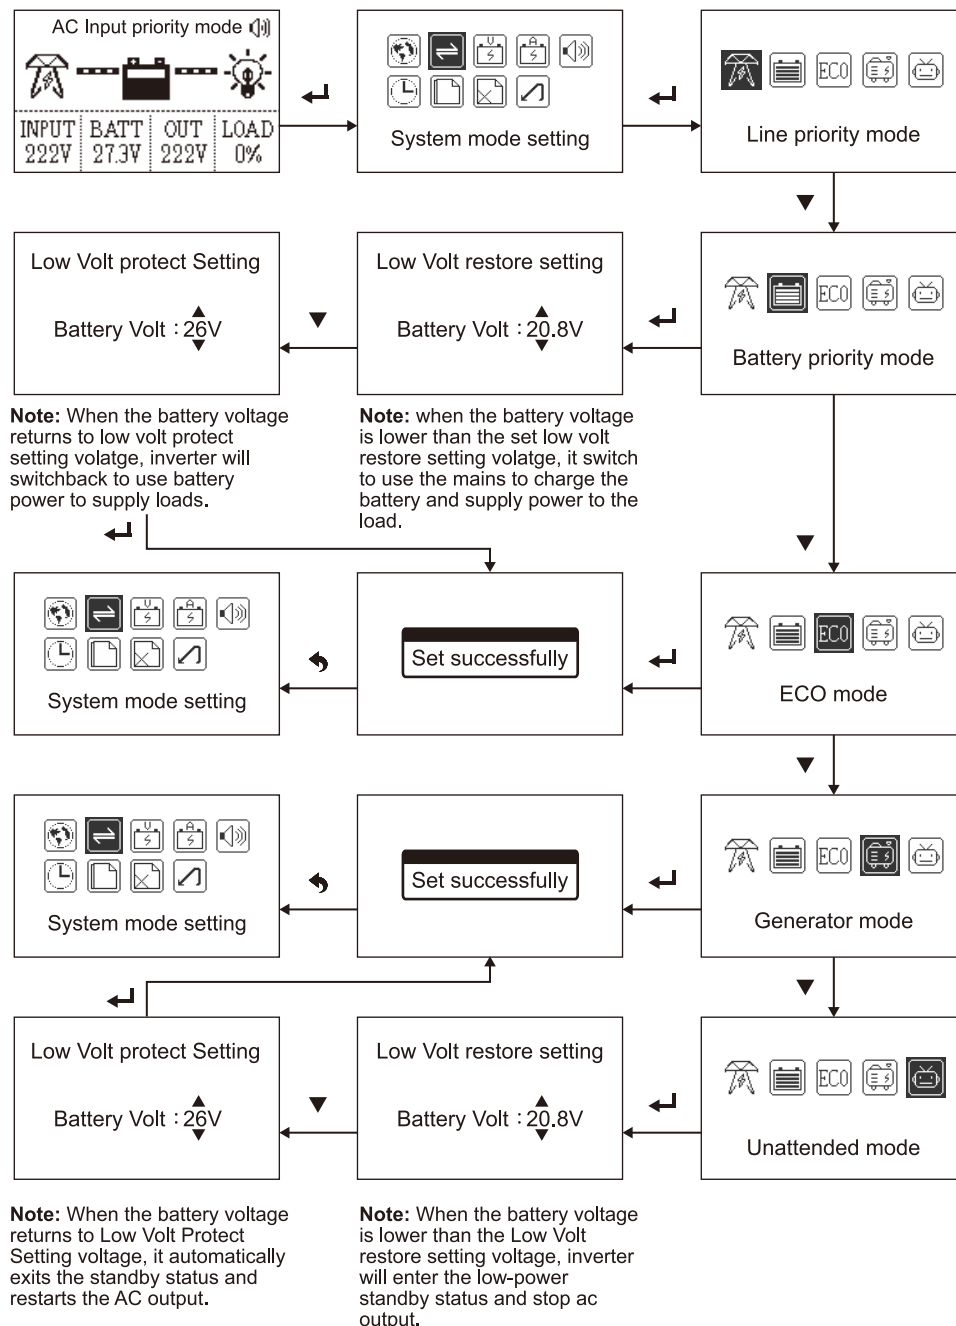 AC Input priority mode
INPUT BATT OUT LOAD
222V 27.3V 222V 0%
System mode setting
ECO
Line priority mode
Low Volt protect Setting
Battery Volt : 26V
Low Volt restore setting
Battery Volt : 20.8V
ECO
Battery priority mode
Note: When the battery voltage
returns to low volt protect
setting volatge, inverter will
switchback to use battery
power to supply loads.
Note: when the battery voltage
is lower than the set low volt
restore setting volatge, it switch
to use the mains to charge the
battery and supply power to the
load.
System mode setting
Set successfully
ECO
ECO mode
System mode setting
Set successfully
ECO
Generator mode
Low Volt protect Setting
Battery Volt : 26V
Low Volt restore setting
Battery Volt : 20.8V
ECO
Unattended mode
Note: When the battery voltage
returns to Low Volt Protect
Setting voltage, it automatically
exits the standby status and
restarts the AC output.
Note: When the battery voltage
is lower than the Low Volt
restore setting voltage, inverter
will enter the low-power
standby status and stop ac
output.